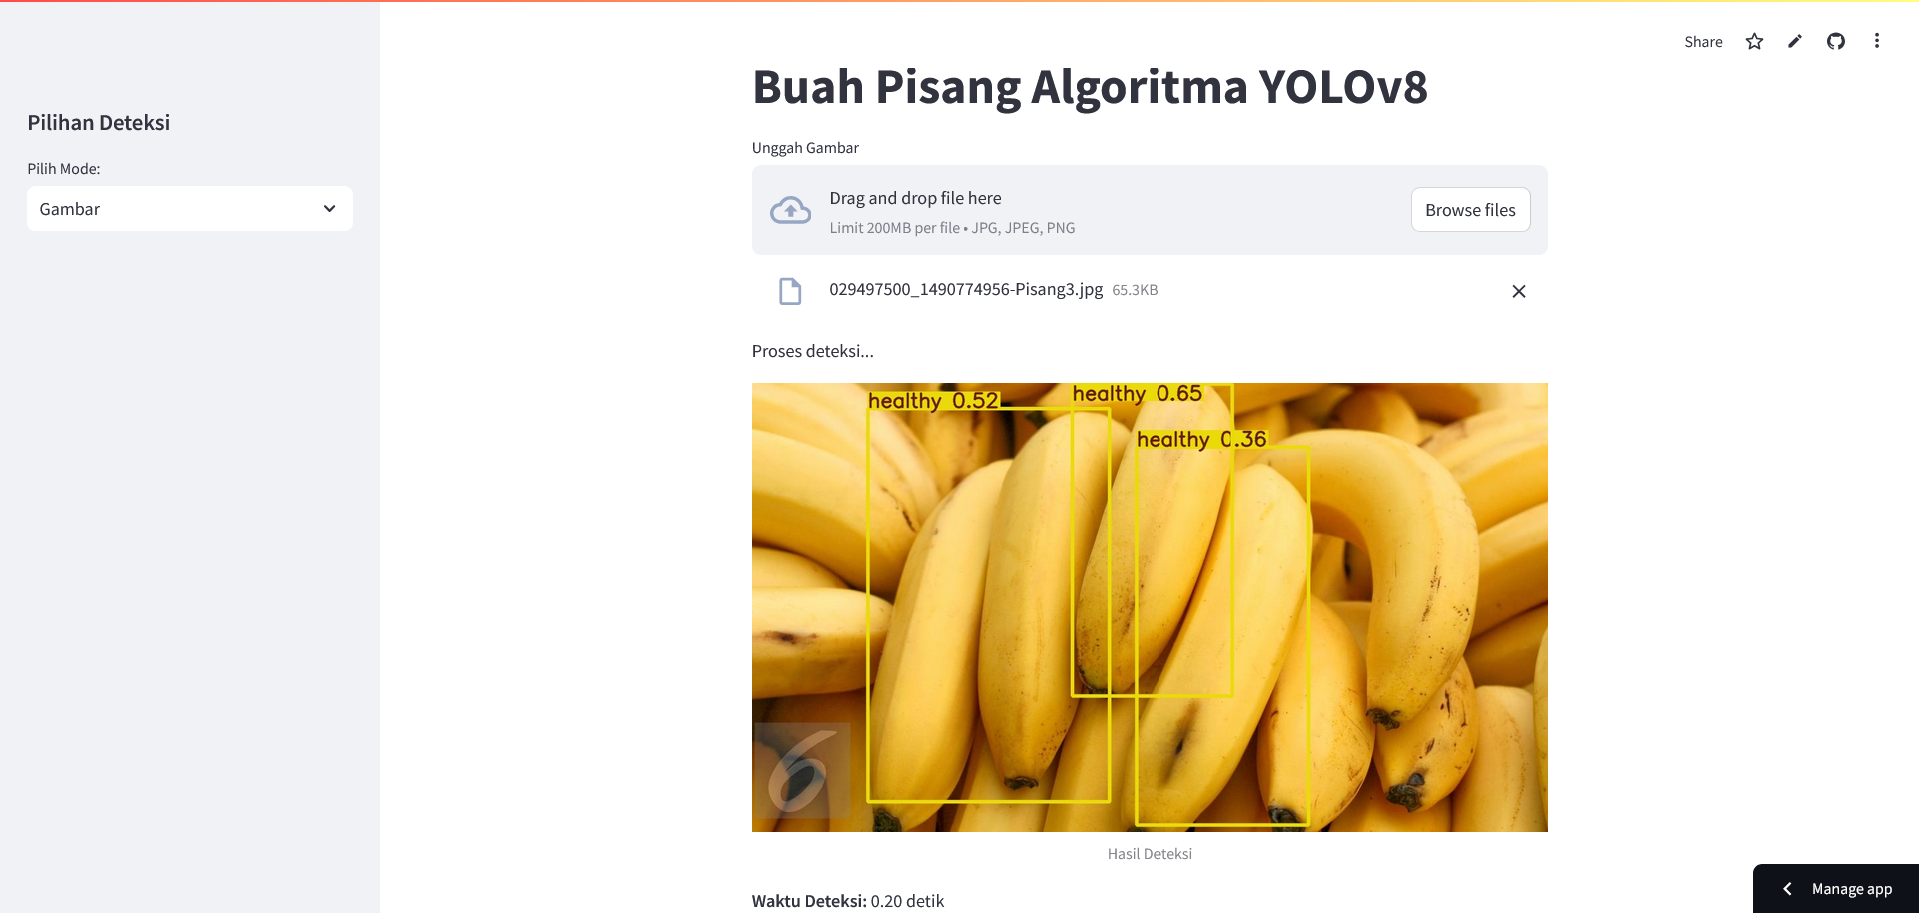 Share
Pilihan Deteksi
Pilih Mode:
Gambar
Buah Pisang Algoritma YOLOv8
Unggah Gambar
Drag and drop file here
Limit 200MB per file • JPG, JPEG, PNG
Browse files
029497500_1490774956-Pisang3.jpg 65.3KB
Proses deteksi...
healthy 0.52
healthy 0.65
healthy 0.36
6
Hasil Deteksi
Waktu Deteksi: 0.20 detik
Manage app